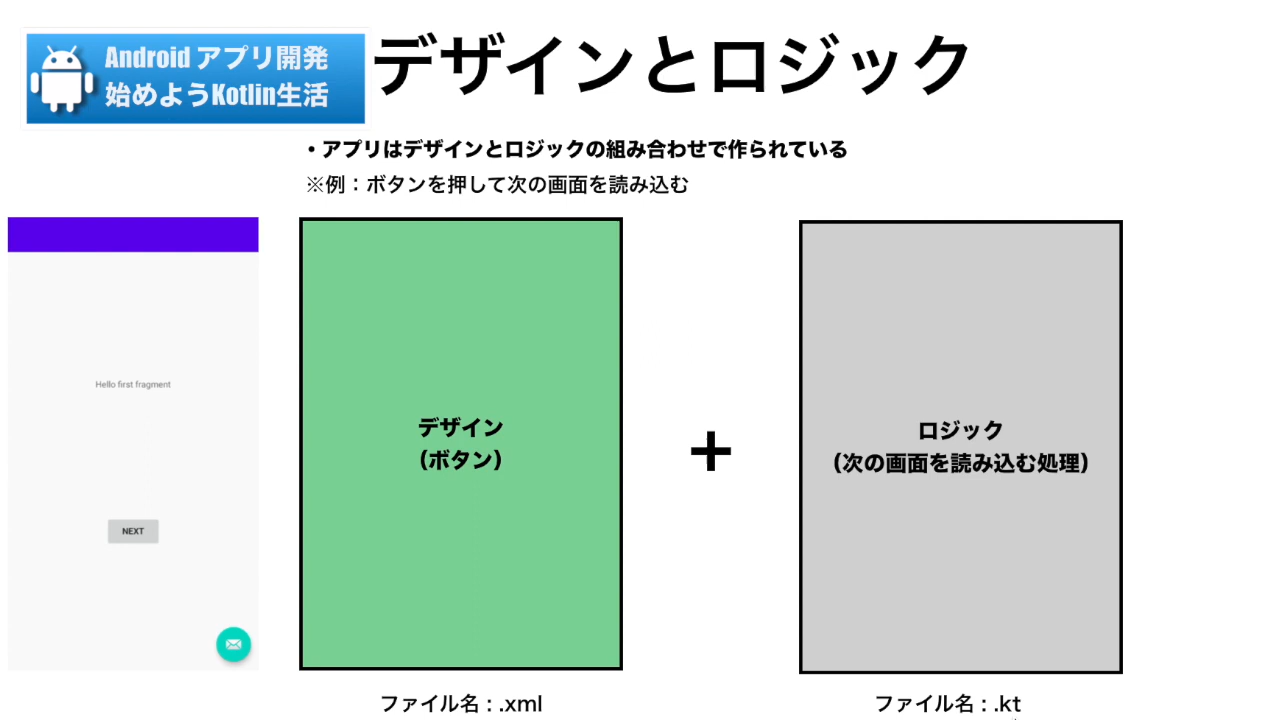 Android アプリ開発
始めようKotlin生活
デザインとロジック
・アプリはデザインとロジックの組み合わせで作られている
※例：ボタンを押して次の画面を読み込む
Hello first fragment
NEXT
デザイン
（ボタン）
+
ロジック
（次の画面を読み込む処理）
ファイル名：.xml
ファイル名：.kt